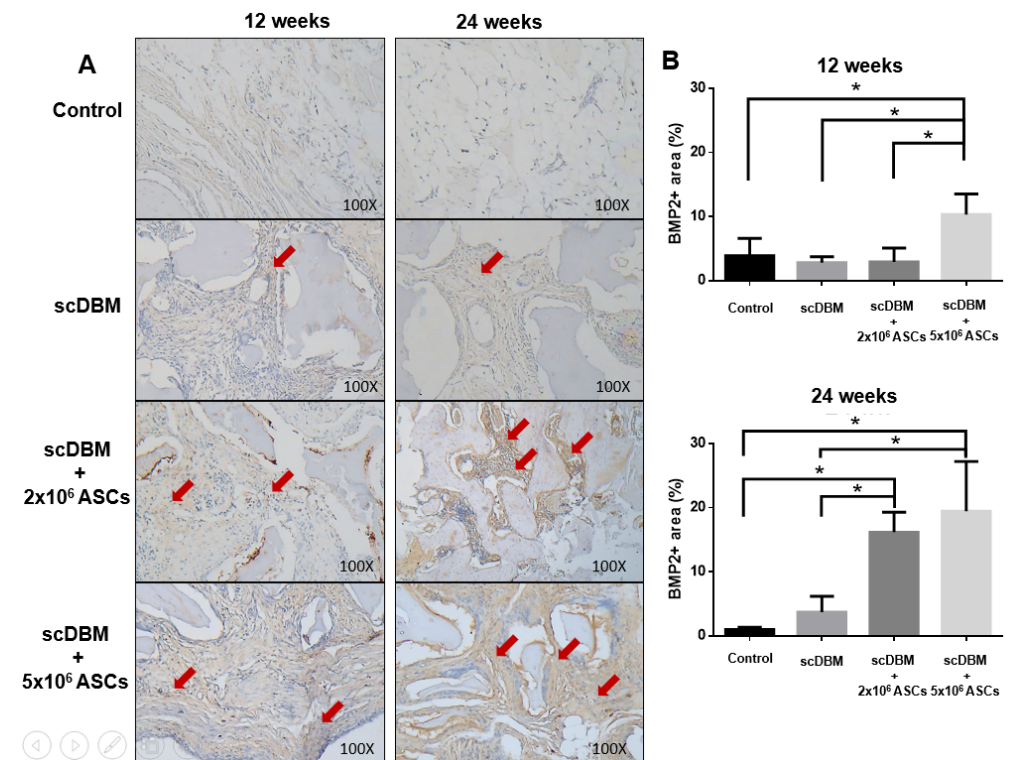 12 weeks
24 weeks
A
Control
100X
100X
scDBM
100X
100X
scDBM
+
2x10⁶ ASCs
100X
100X
scDBM
+
5x10⁶ ASCs
100X
100X
B
12 weeks
BMP2+ area (%)
30
20
10
0
*
*
*
Control
scDBM
scDBM
+
2x10⁶ ASCs
scDBM
+
5x10⁶ ASCs
24 weeks
BMP2+ area (%)
30
20
10
0
*
*
*
*
Control
scDBM
scDBM
+
2x10⁶ ASCs
scDBM
+
5x10⁶ ASCs